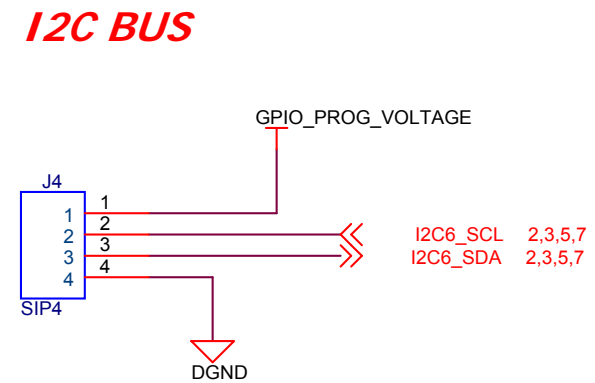 I2C BUS
GPIO_PROG_VOLTAGE
J4
1 1
2 2 I2C6_SCL 2,3,5,7
3 3 I2C6_SDA 2,3,5,7
4 4
SIP4
DGND